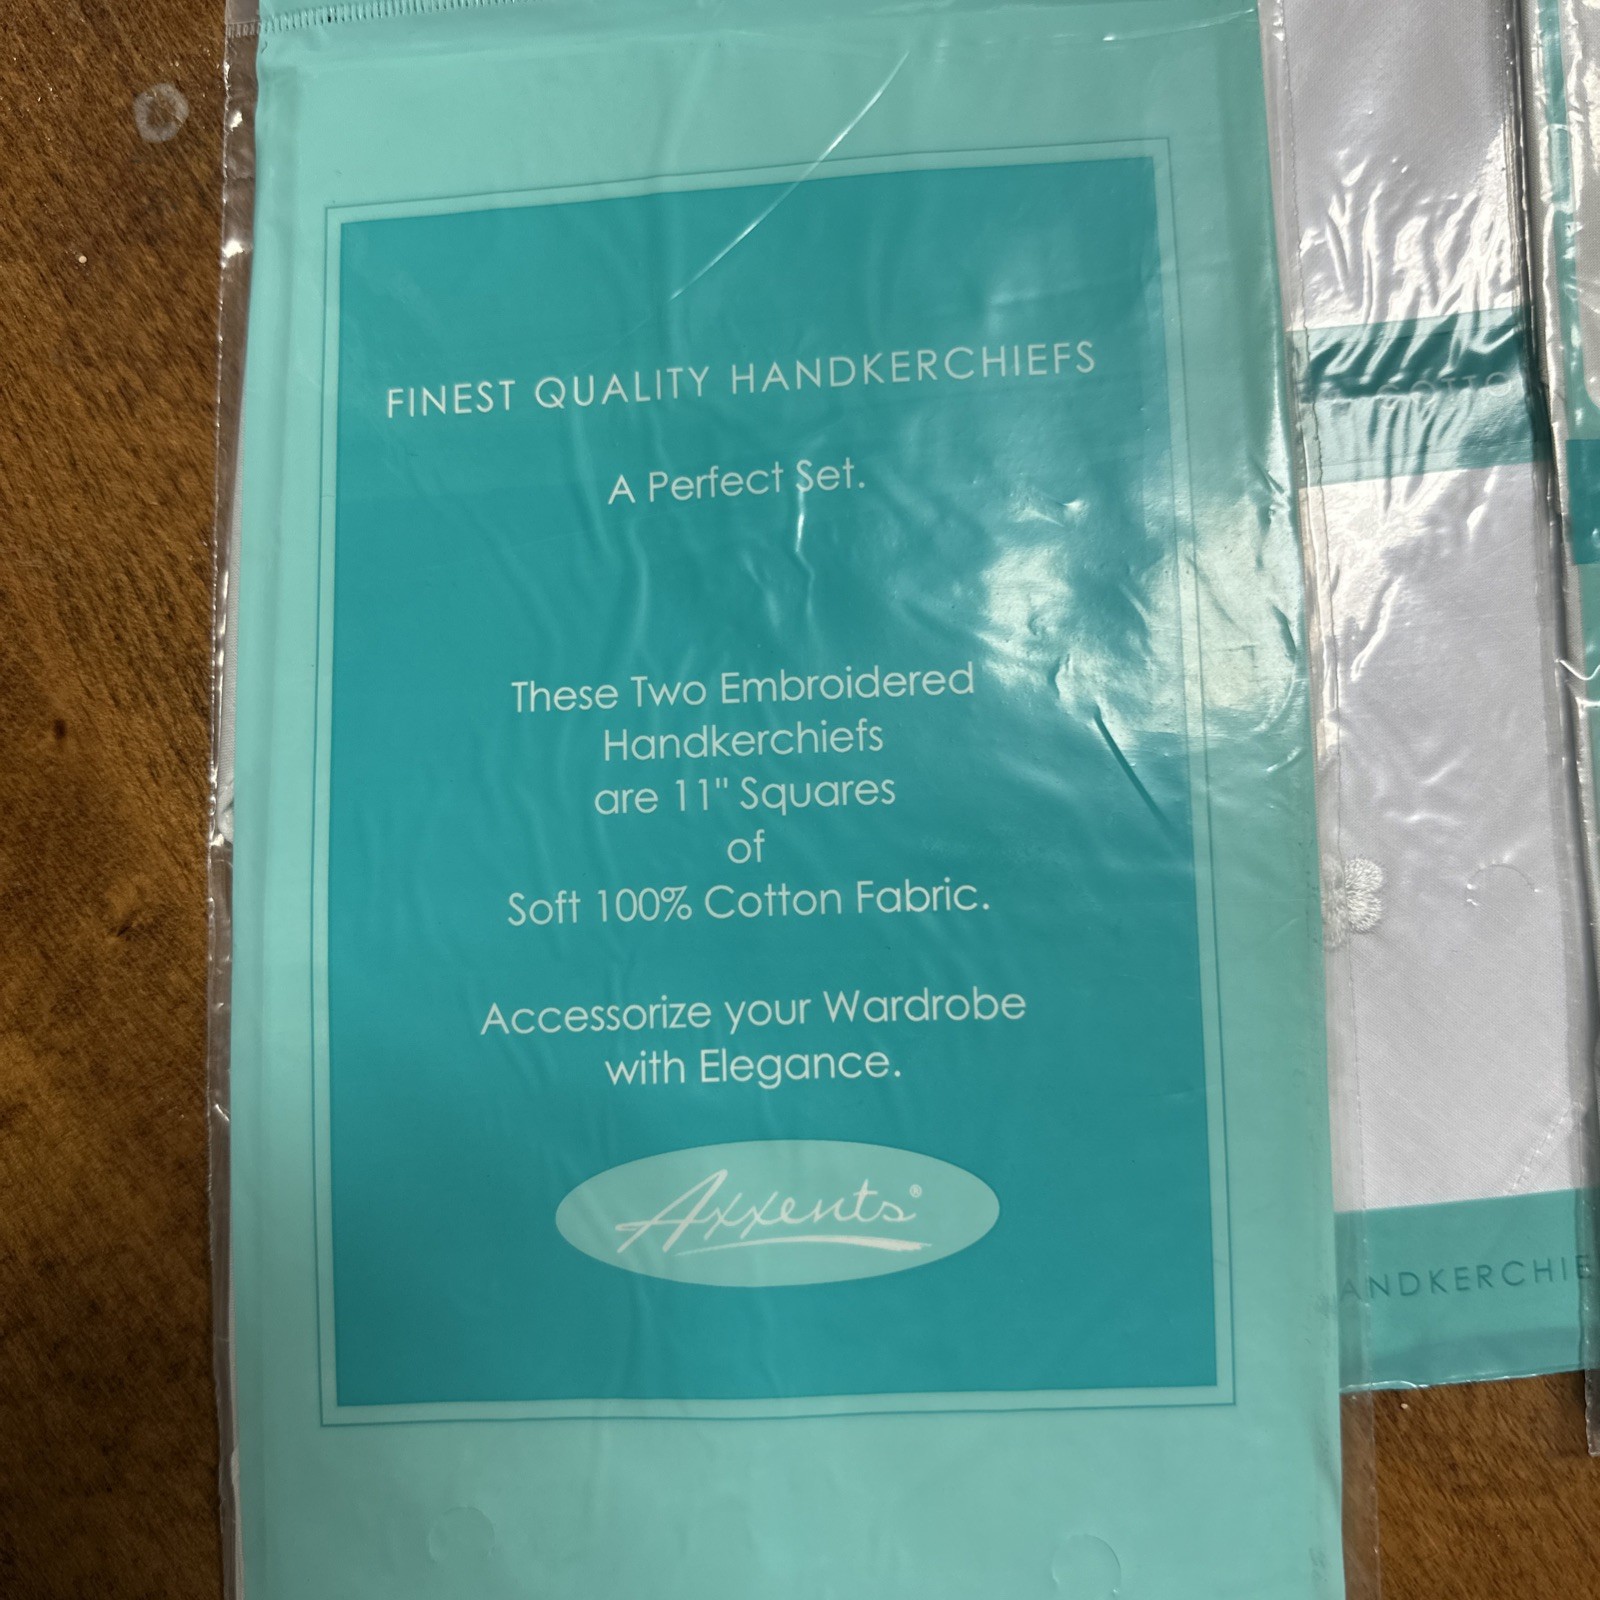 FINEST QUALITY HANDKERCHIEFS
A Perfect Set.
These Two Embroidered
Handkerchiefs
are 11" Squares
of
Soft 100% Cotton Fabric.
Accessorize your Wardrobe
with Elegance.
Axxents®
ANDKERCHIE